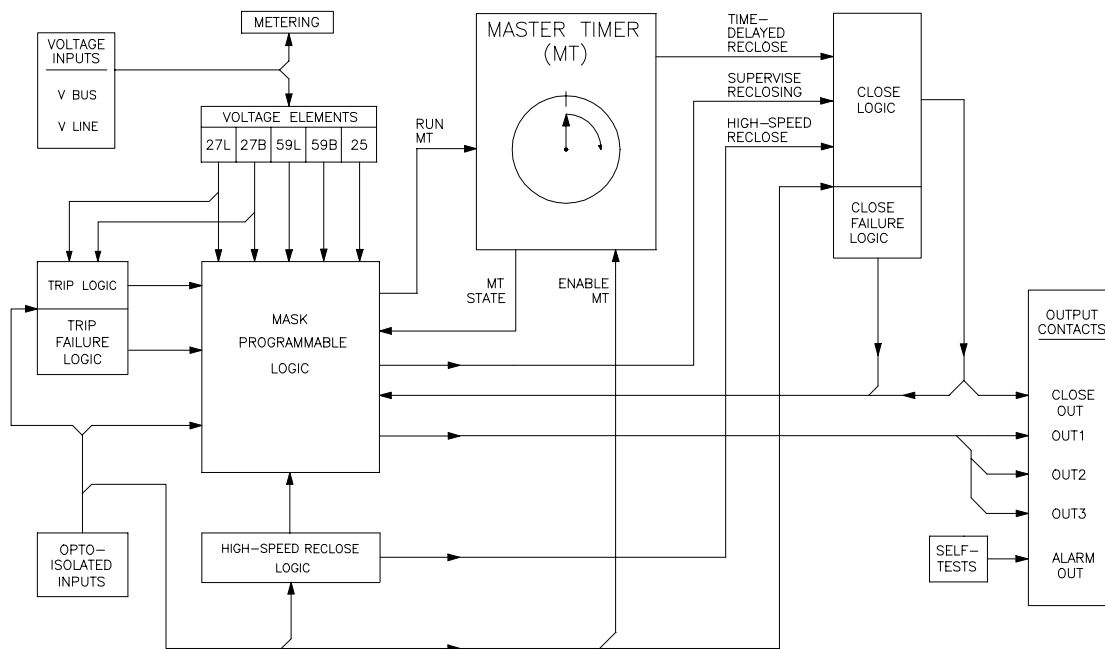 METERING
VOLTAGE
INPUTS
V BUS
V LINE
VOLTAGE ELEMENTS
27L 27B 59L 59B 25
RUN
MT
MASTER TIMER
(MT)
TIME-
DELAYED
RECLOSE
SUPERVISE
RECLOSING
HIGH-SPEED
RECLOSE
CLOSE
LOGIC
CLOSE
FAILURE
LOGIC
TRIP LOGIC
TRIP
FAILURE
LOGIC
MASK
PROGRAMMABLE
LOGIC
MT
STATE
ENABLE
MT
OUTPUT
CONTACTS
CLOSE
OUT
OUT1
OUT2
OUT3
ALARM
OUT
OPTO-
ISOLATED
INPUTS
HIGH-SPEED RECLOSE
LOGIC
SELF-
TESTS